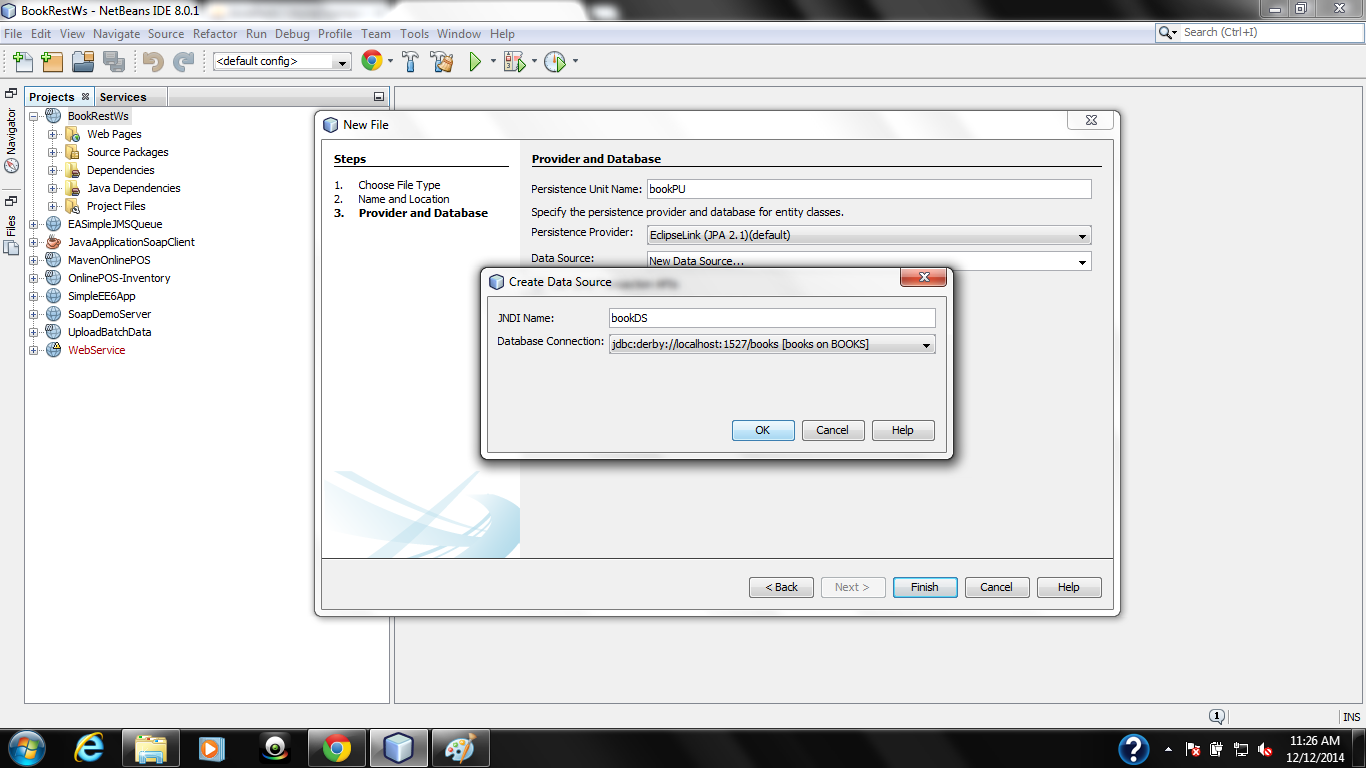 BookRestWs - NetBeans IDE 8.0.1
File Edit View Navigate Source Refactor Run Debug Profile Team Tools Window Help
Search (Ctrl+I)
<default config>
Projects Services
Navigator
Files
BookRestWs
Web Pages
Source Packages
Dependencies
Java Dependencies
Project Files
EASimpleJMSQueue
JavaApplicationSoapClient
MavenOnlinePOS
OnlinePOS-Inventory
SimpleEE6App
SoapDemoServer
UploadBatchData
WebService
New File
Steps
1. Choose File Type
2. Name and Location
3. Provider and Database
Provider and Database
Persistence Unit Name: bookPU
Specify the persistence provider and database for entity classes.
Persistence Provider: EclipseLink (JPA 2.1)(default)
Data Source: New Data Source...
Create Data Source
JNDI Name: bookDS
Database Connection: jdbc:derby://localhost:1527/books [books on BOOKS]
OK Cancel Help
< Back Next > Finish Cancel Help
1 INS
11:26 AM
12/12/2014